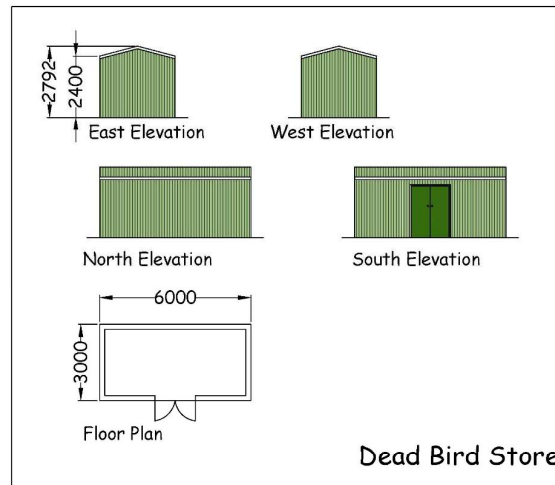 2792
2400
East Elevation
West Elevation
North Elevation
South Elevation
6000
3000
Floor Plan
Dead Bird Store